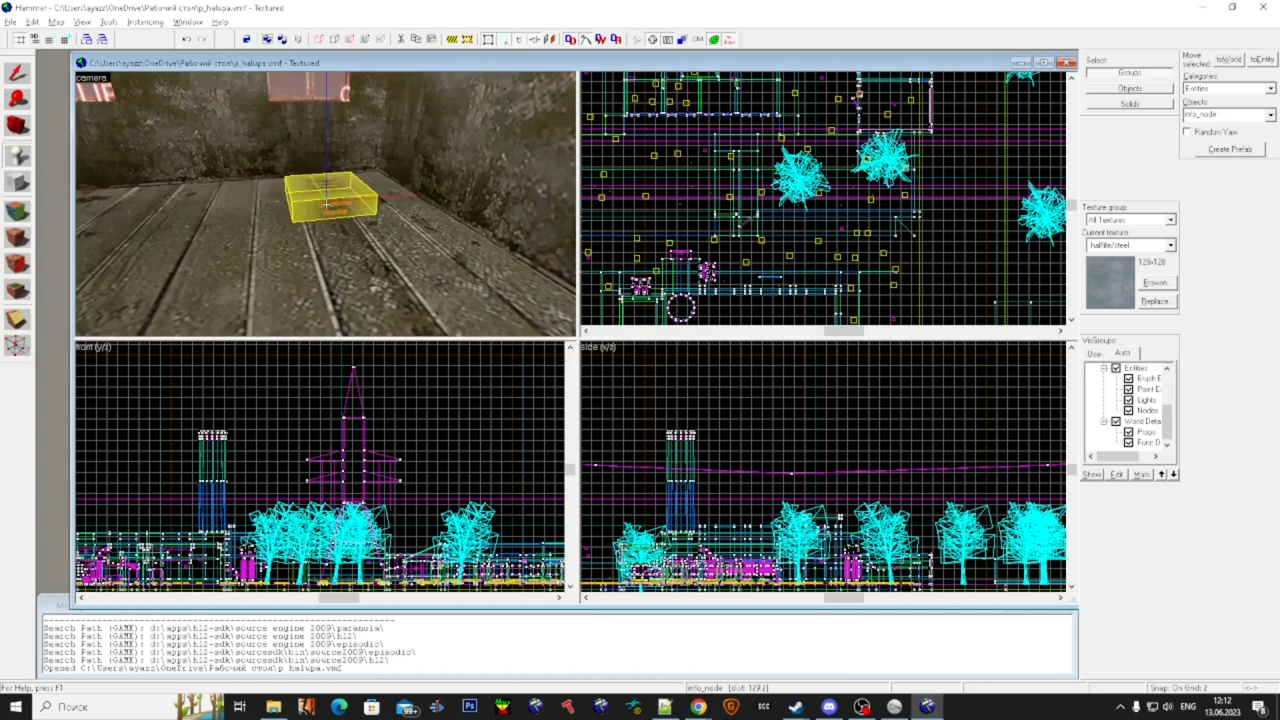 Hammer - C:\Users\ayazz\OneDrive\Рабочий стол\p_halupa.vmf - Textured
File Edit Map View Tools Instancing Window Help
C:\Users\ayazz\OneDrive\Рабочий стол\p_halupa.vmf - Textured
camera
front (y/z)
side (x/z)
Select
Groups
Objects
Solids
Move
selected:
toWorld
toEntity
Categories:
Entities
Objects:
info_node
Random Yaw
Create Prefab
Texture group:
All Textures
Current texture:
halflife/steel
128x128
Browse...
Replace...
VisGroups:
User
Auto
Entities
Brush E
Point E
Lights
Nodes
World Deta
Props
Func D
Show
Edit
Mark
Search Path (GAME): d:\apps\hl2-sdk\source engine 2009\paranoia\
Search Path (GAME): d:\apps\hl2-sdk\source engine 2009\hl2\
Search Path (GAME): d:\apps\hl2-sdk\source engine 2009\episodic\
Search Path (GAME): d:\apps\hl2-sdk\sourcesdk\bin\source2009\episodic\
Search Path (GAME): d:\apps\hl2-sdk\sourcesdk\bin\source2009\hl2\
Opened C:\Users\ayazz\OneDrive\Рабочий стол\p_halupa.vmf
For Help, press F1
info_node [dist: 129.2]
Snap: On Grid: 2
<->
Поиск
99+
SCC
ENG
12:12
13.06.2023
8